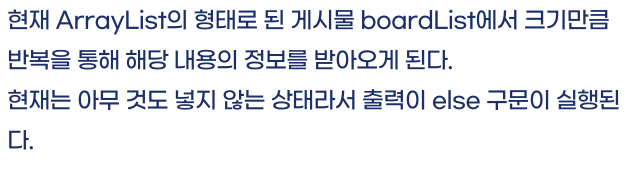 현재 ArrayList의 형태로 된 게시물 boardList에서 크기만큼
반복을 통해 해당 내용의 정보를 받아오게 된다.
현재는 아무 것도 넣지 않는 상태라서 출력이 else 구문이 실행된
다.